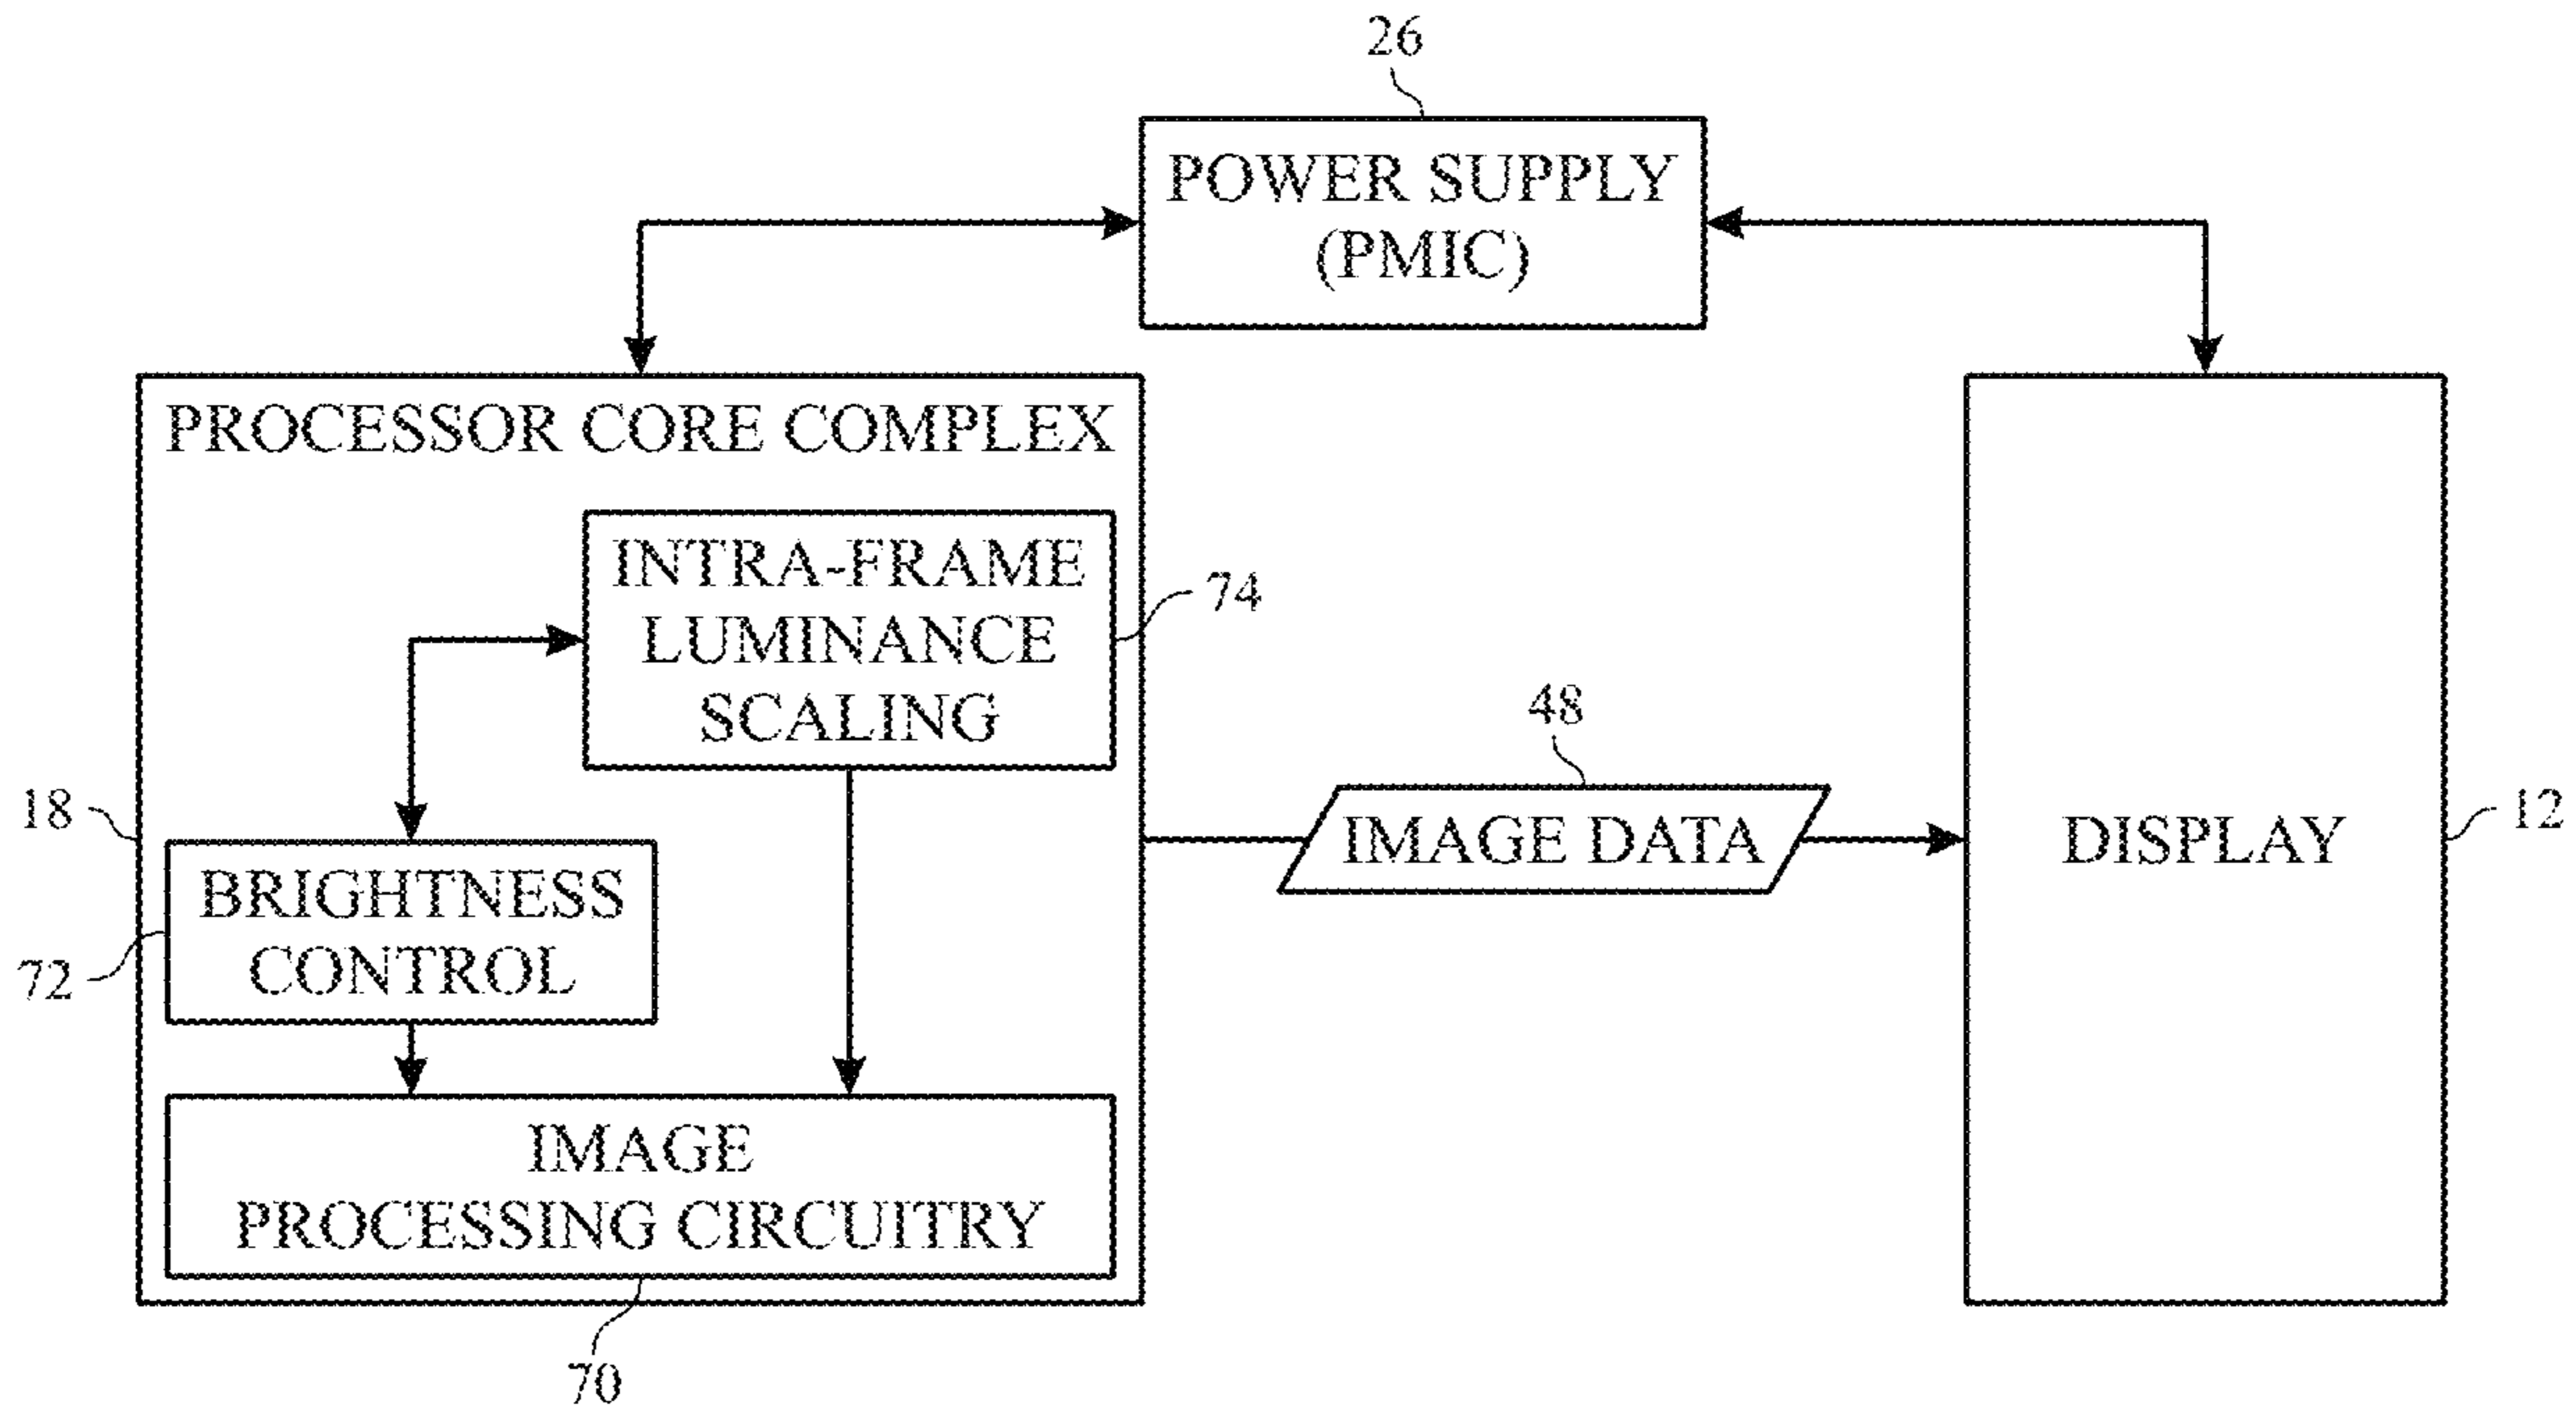 26
POWER SUPPLY
(PMIC)
PROCESSOR CORE COMPLEX
INTRA-FRAME
LUMINANCE
SCALING
74
48
IMAGE DATA
DISPLAY
12
18
BRIGHTNESS
CONTROL
72
IMAGE
PROCESSING CIRCUITRY
70